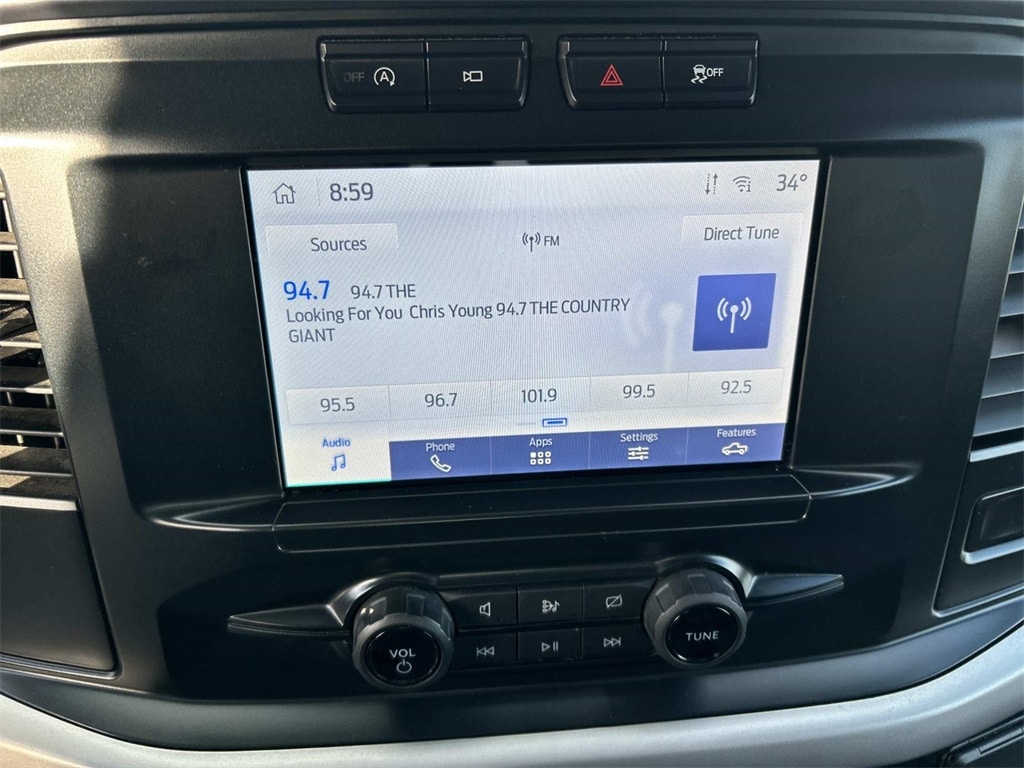 OFF A OFF
8:59 34°
Sources FM Direct Tune
94.7 94.7 THE
Looking For You Chris Young 94.7 THE COUNTRY
GIANT
95.5 96.7 101.9 99.5 92.5
Audio Phone Apps Settings Features
VOL TUNE